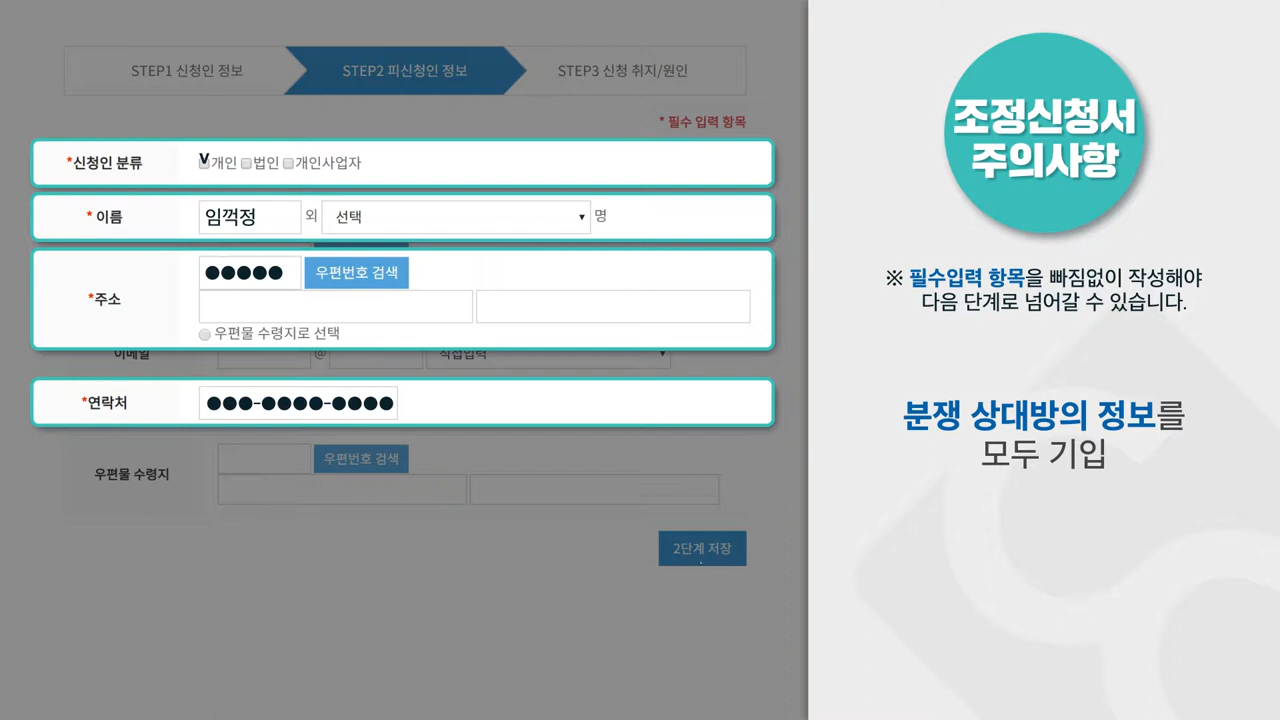 STEP1 신청인 정보
STEP2 피신청인 정보
STEP3 신청 취지/원인
* 필수 입력 항목
*신청인 분류
V개인 법인 개인사업자
* 이름
임꺽정 외 선택 ▼ 명
*주소
●●●●● 우편번호 검색
우편물 수령지로 선택
이메일 @ 직접입력 ▼
*연락처
●●●-●●●●-●●●●
우편물 수령지
우편번호 검색
2단계 저장
조정신청서
주의사항
※ 필수입력 항목을 빠짐없이 작성해야
다음 단계로 넘어갈 수 있습니다.
분쟁 상대방의 정보를
모두 기입